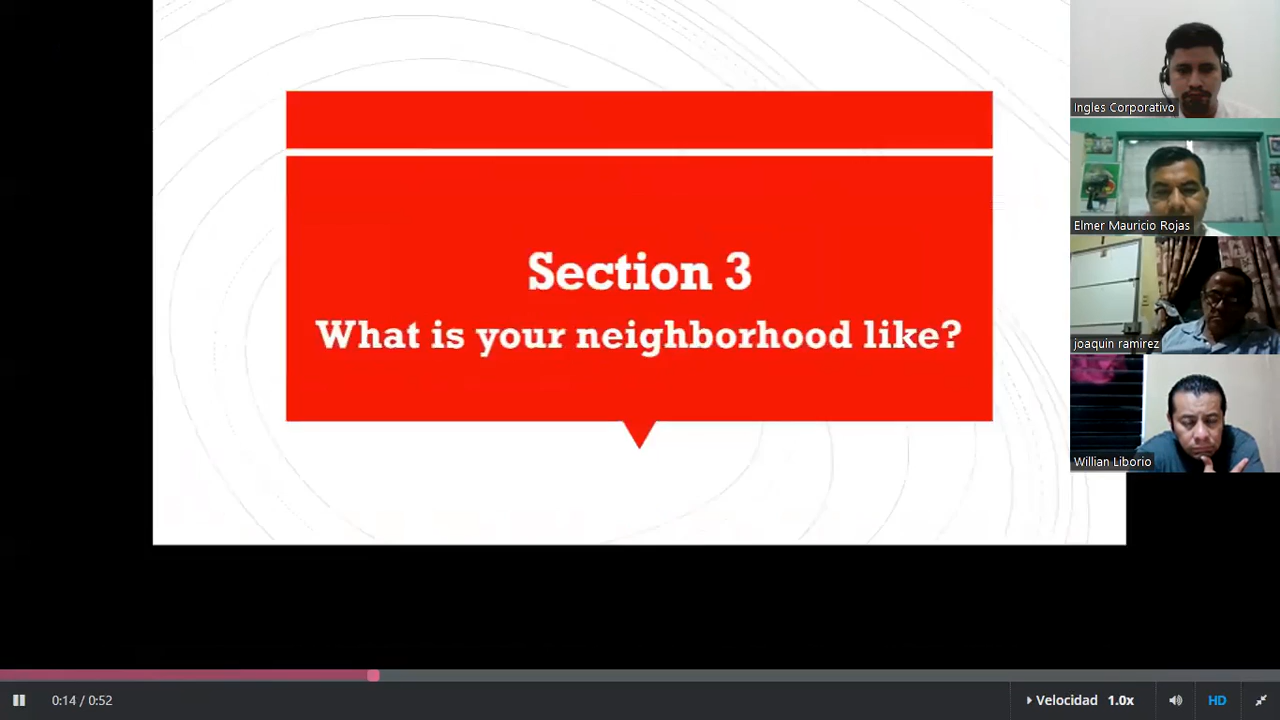 Section 3
What is your neighborhood like?
Ingles Corporativo
Elmer Mauricio Rojas
joaquin ramirez
Willian Liborio
0:14 / 0:52
Velocidad 1.0x
HD